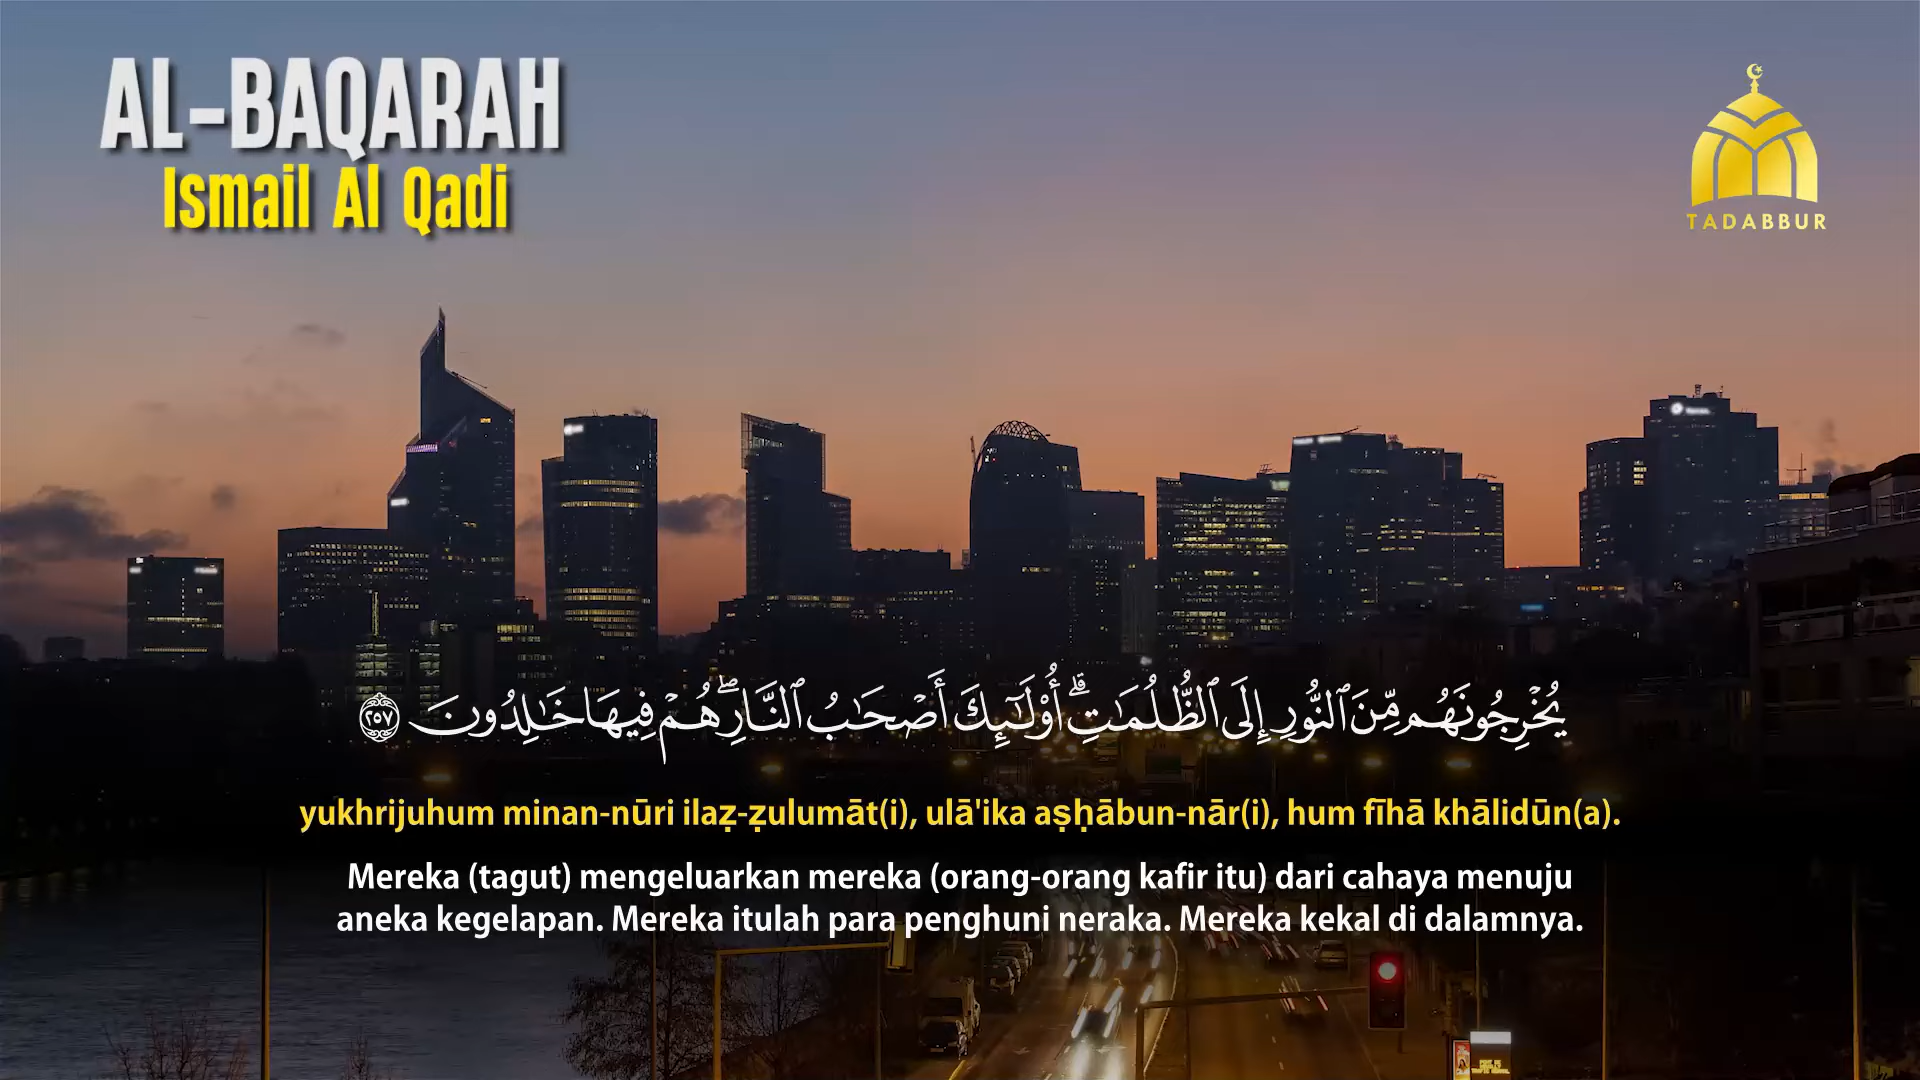 AL-BAQARAH
Ismail Al Qadi
TADABBUR
يُخْرِجُونَهُم مِّنَ ٱلنُّورِ إِلَى ٱلظُّلُمَـٰتِ ۗ أُو۟لَـٰٓئِكَ أَصْحَـٰبُ ٱلنَّارِ ۖ هُمْ فِيهَا خَـٰلِدُونَ ٢٥٧
yukhrijuhum minan-nūri ilaẓ-ẓulumāt(i), ulā'ika aṣḥābun-nār(i), hum fīhā khālidūn(a).
Mereka (tagut) mengeluarkan mereka (orang-orang kafir itu) dari cahaya menuju
aneka kegelapan. Mereka itulah para penghuni neraka. Mereka kekal di dalamnya.